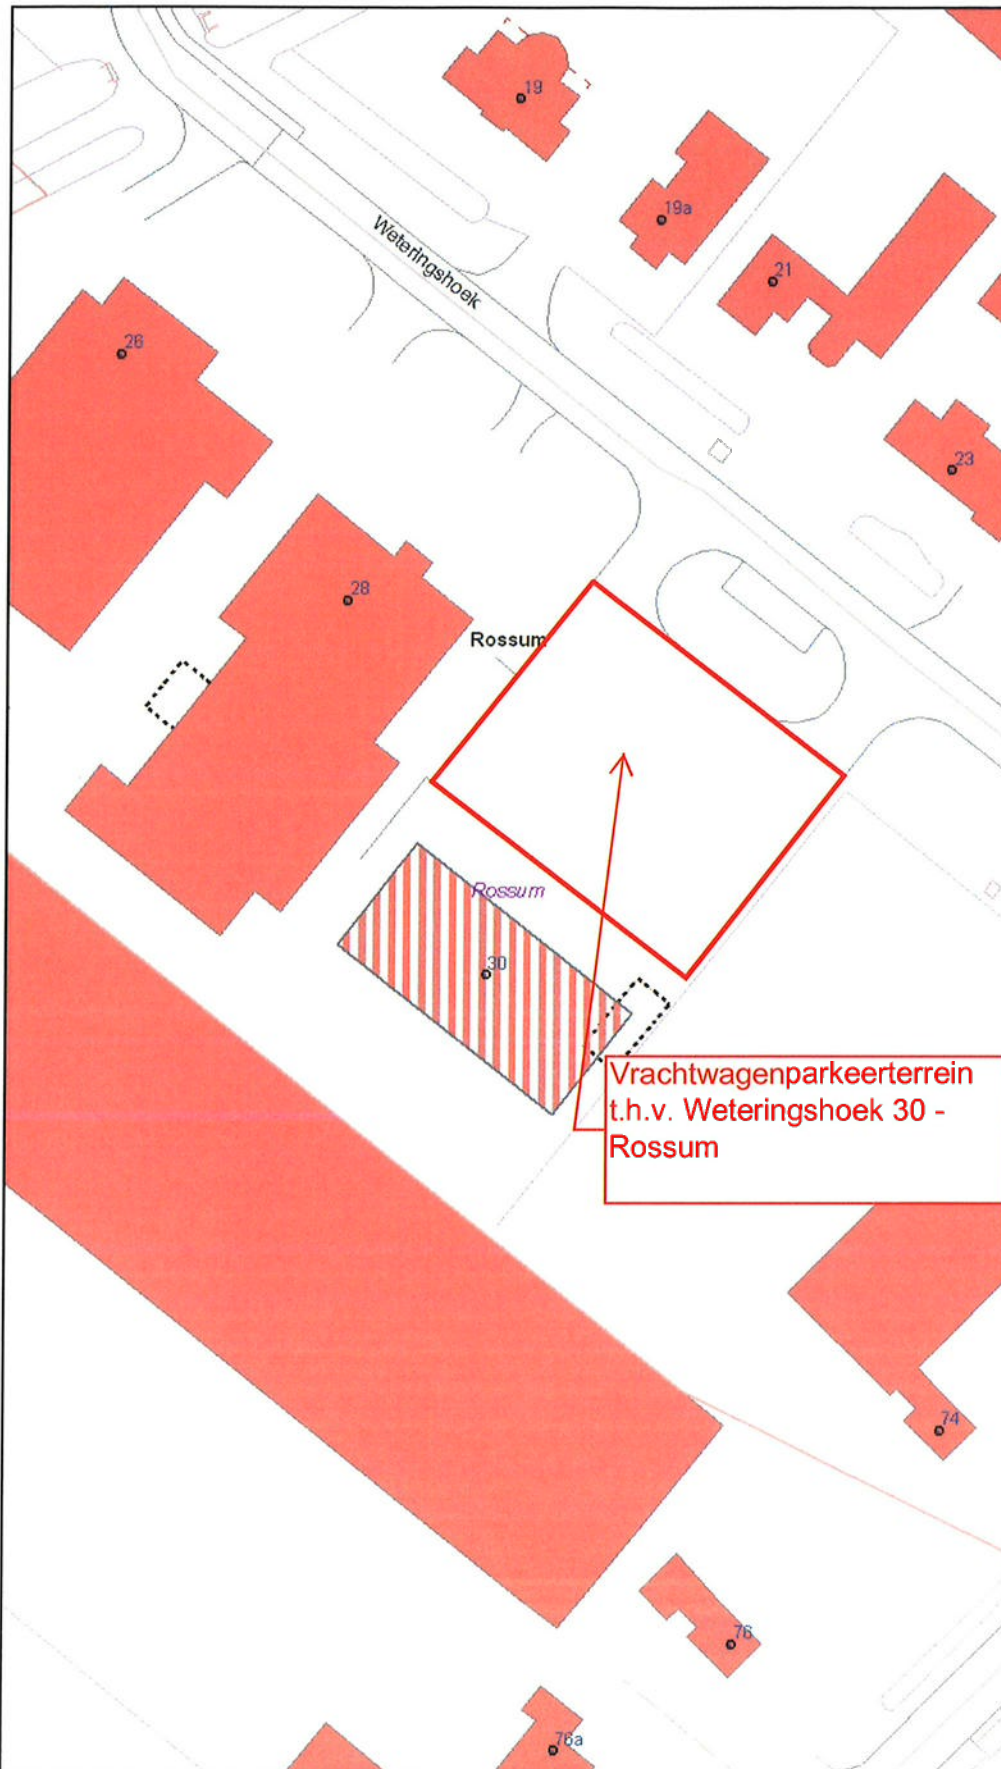 19
19a
Weteringshoek
21
26
23
28
Rossum
Rossum
30
Vrachtwagenparkeerterrein
t.h.v. Weteringshoek 30 -
Rossum
74
76
76a